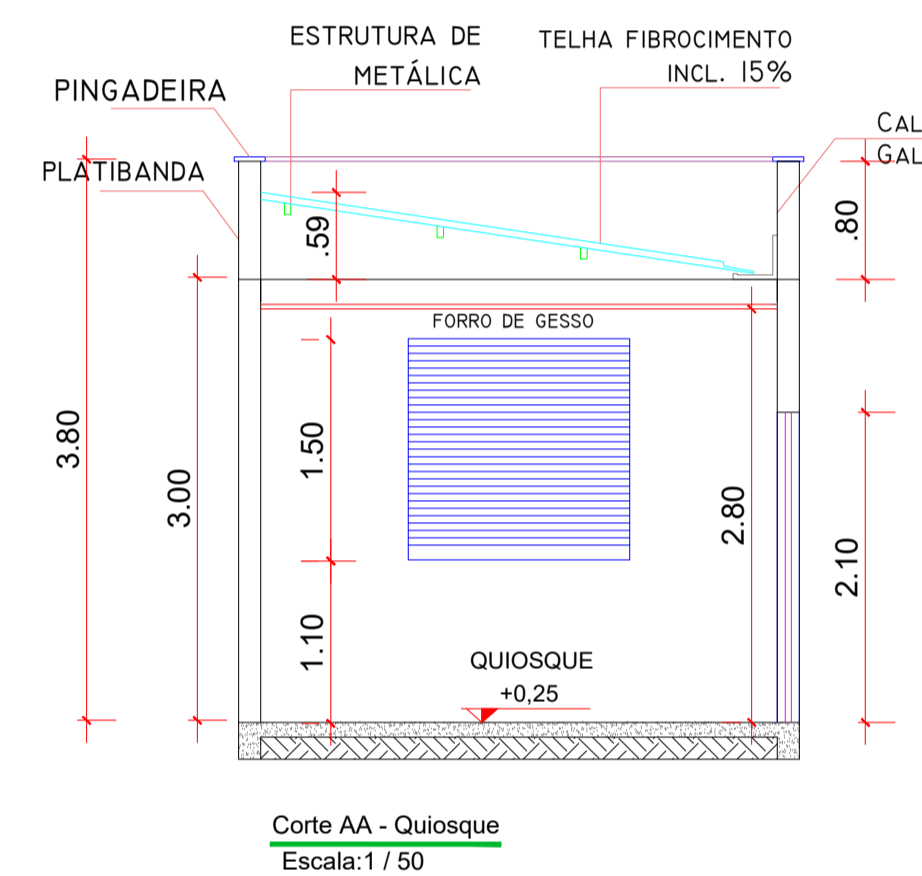 ESTRUTURA DE
METÁLICA
TELHA FIBROCIMENTO
INCL. 15%
PINGADEIRA
CAL
GAL
PLATIBANDA
.59
.80
FORRO DE GESSO
3.80
3.00
1.50
2.80
2.10
1.10
QUIOSQUE
+0,25
Corte AA - Quiosque
Escala:1 / 50